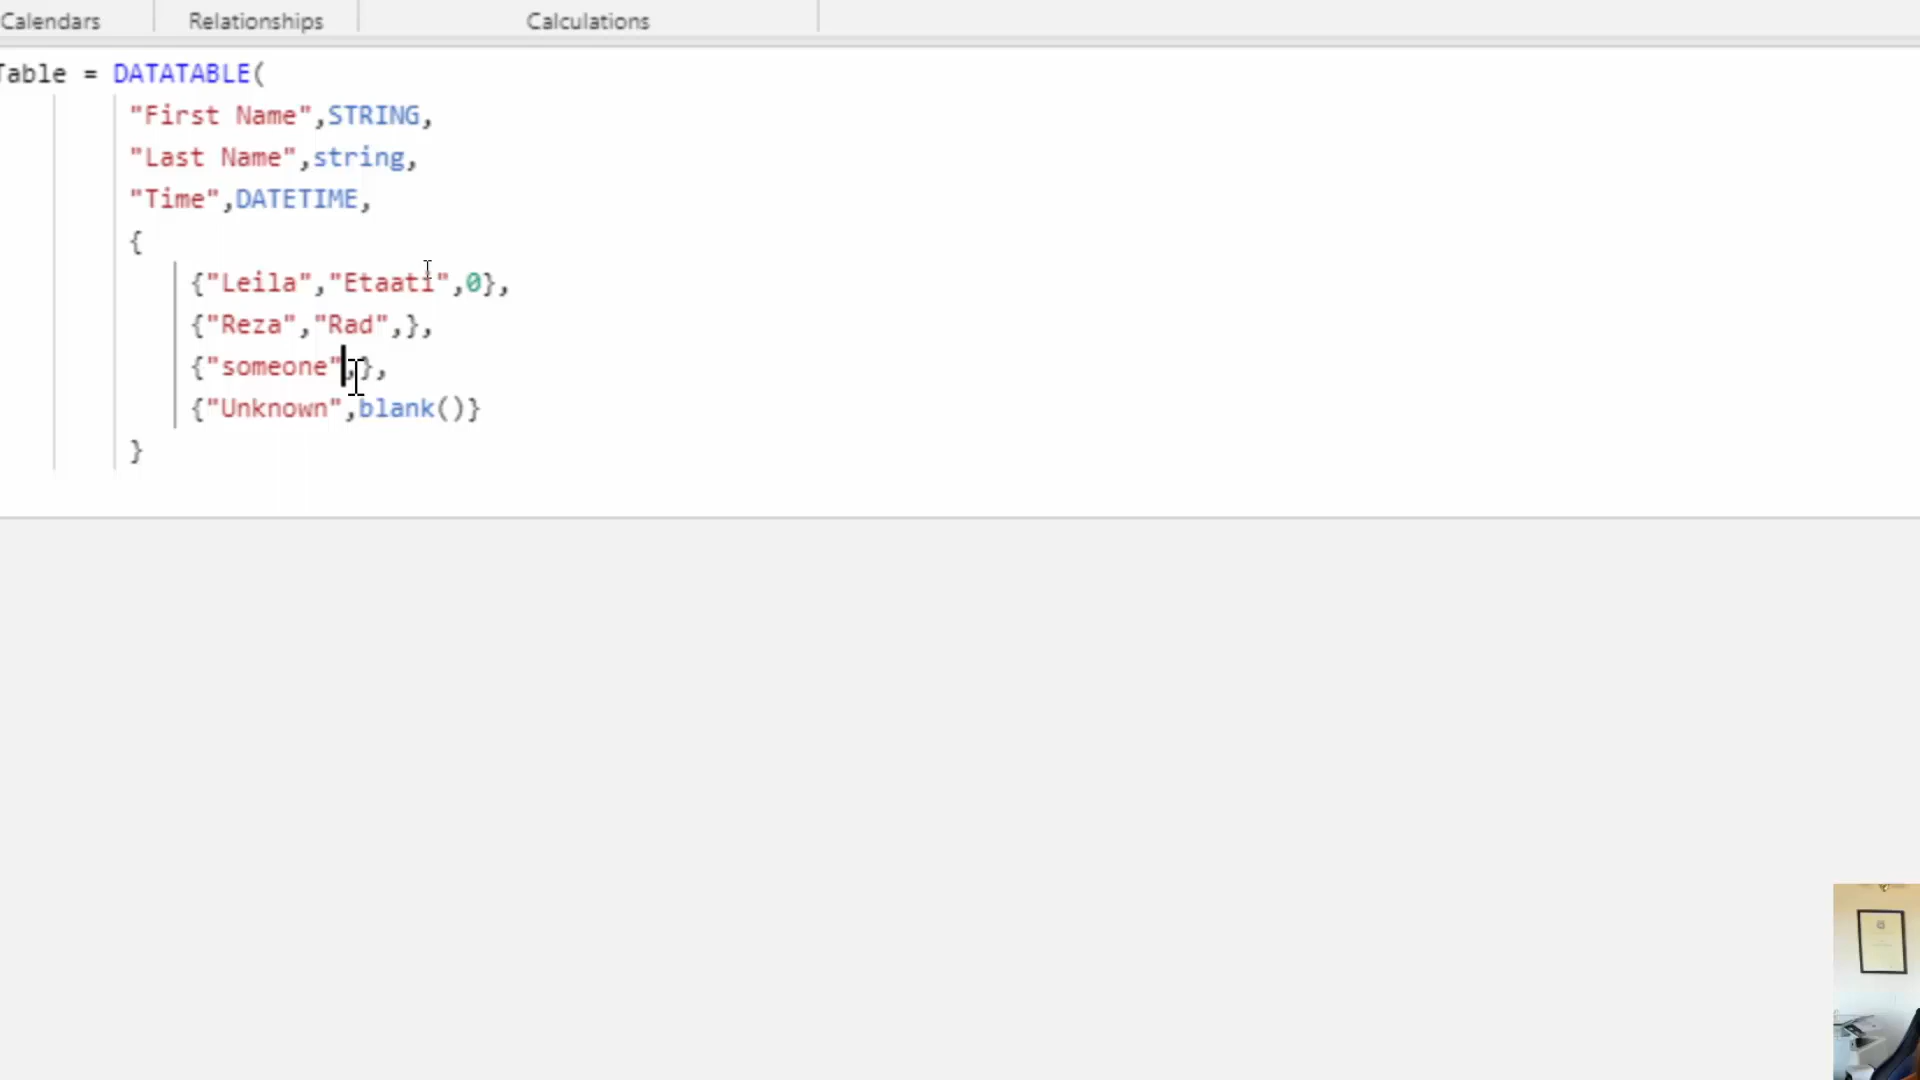 Calendars Relationships Calculations
Table = DATATABLE(
"First Name",STRING,
"Last Name",string,
"Time",DATETIME,
{
{"Leila","Etaati",0},
{"Reza","Rad",},
{"someone",},
{"Unknown",blank()}
}